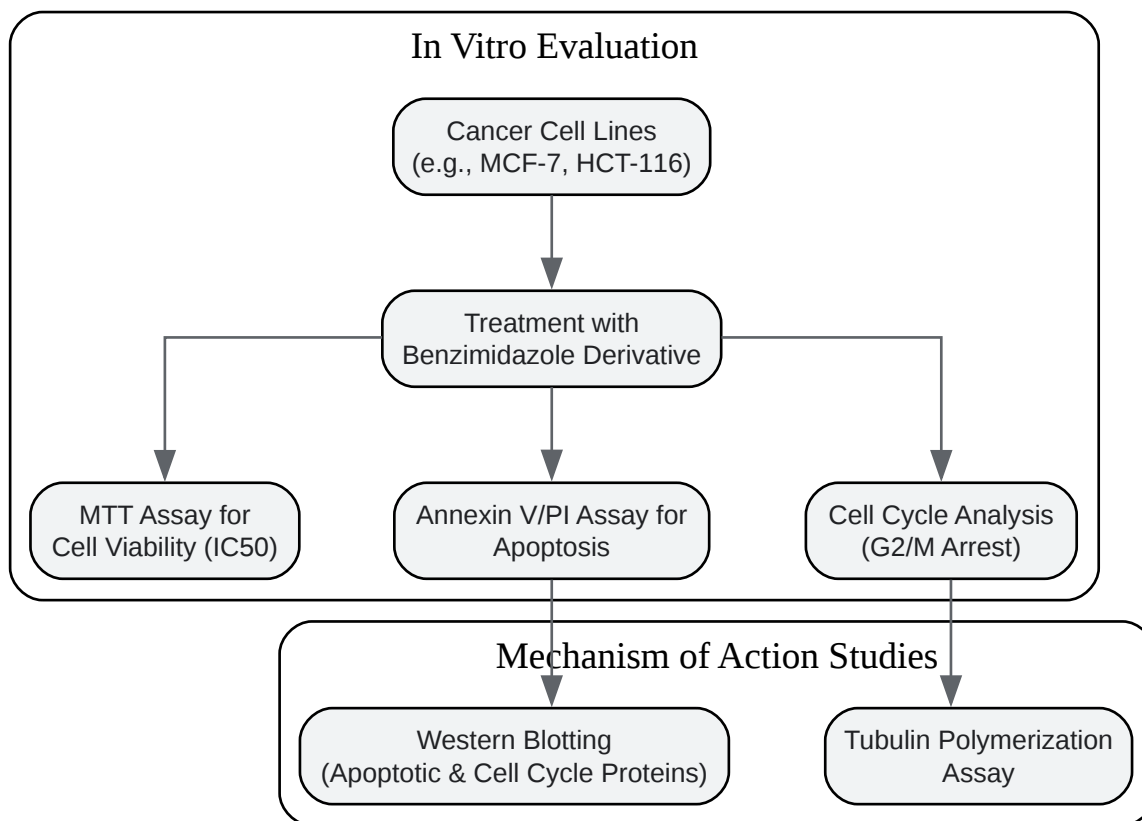 In Vitro Evaluation
Cancer Cell Lines
(e.g., MCF-7, HCT-116)
Treatment with
Benzimidazole Derivative
MTT Assay for
Cell Viability (IC50)
Annexin V/PI Assay for
Apoptosis
Cell Cycle Analysis
(G2/M Arrest)
Mechanism of Action Studies
Western Blotting
(Apoptotic & Cell Cycle Proteins)
Tubulin Polymerization
Assay